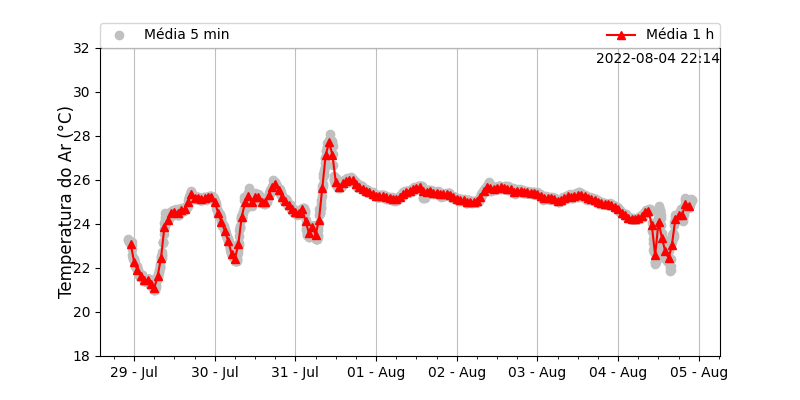 Média 5 min
Média 1 h
2022-08-04 22:14
Temperatura do Ar (°C)
32
30
28
26
24
22
20
18
29 - Jul
30 - Jul
31 - Jul
01 - Aug
02 - Aug
03 - Aug
04 - Aug
05 - Aug